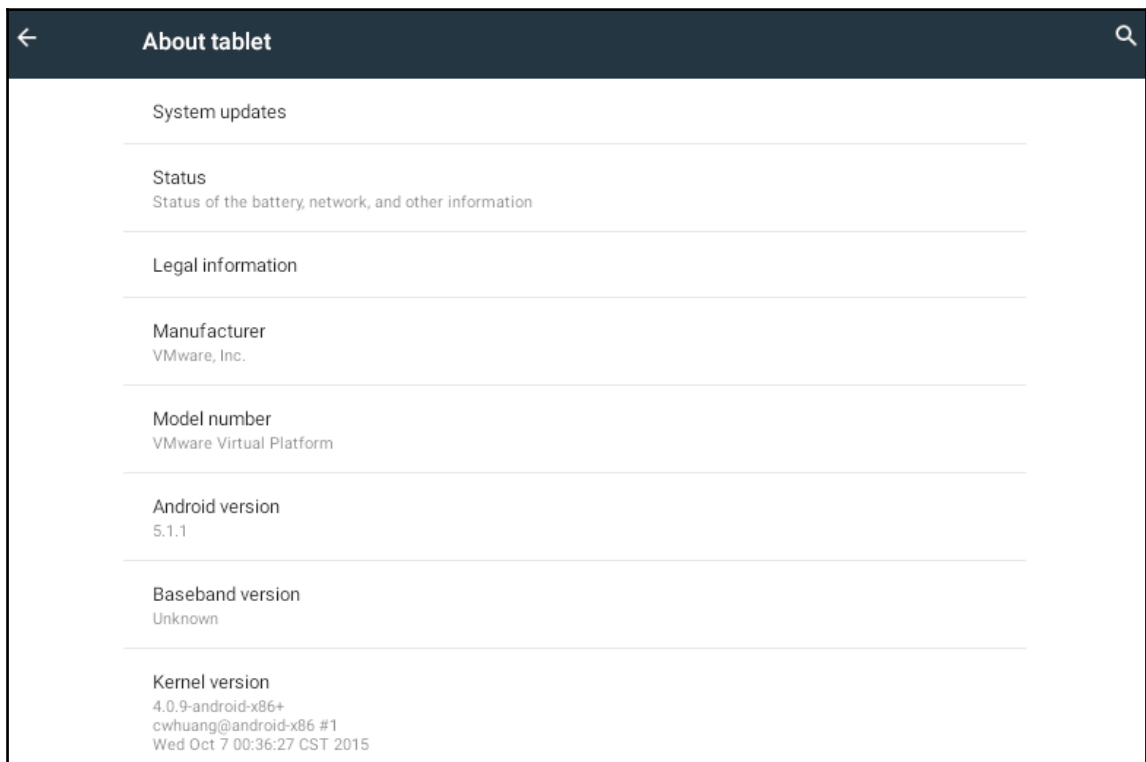 About tablet
System updates
Status
Status of the battery, network, and other information
Legal information
Manufacturer
VMware, Inc.
Model number
VMware Virtual Platform
Android version
5.1.1
Baseband version
Unknown
Kernel version
4.0.9-android-x86+
cwhuang@android-x86 #1
Wed Oct 7 00:36:27 CST 2015